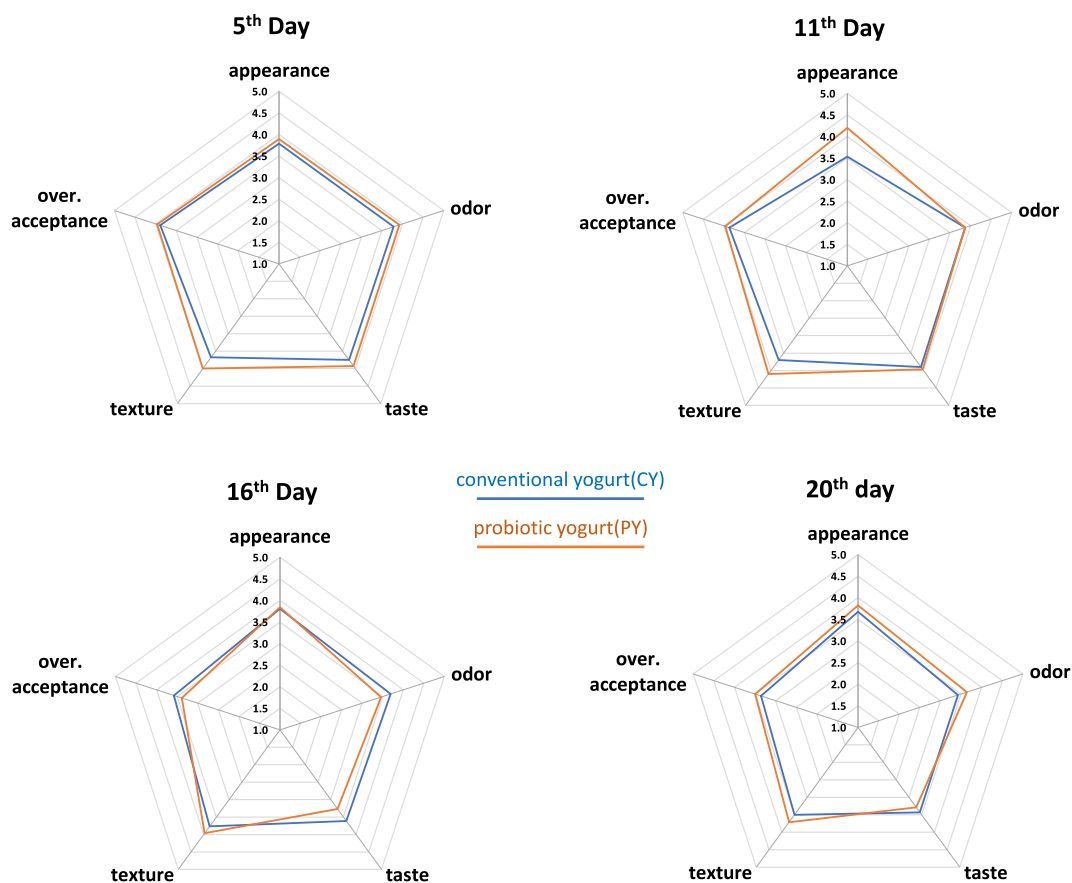 5th Day
appearance
5.0
4.5
4.0
3.5
3.0
2.5
2.0
1.5
1.0
odor
taste
texture
over.
acceptance
11th Day
appearance
5.0
4.5
4.0
3.5
3.0
2.5
2.0
1.5
1.0
odor
taste
texture
over.
acceptance
conventional yogurt(CY)
probiotic yogurt(PY)
16th Day
appearance
5.0
4.5
4.0
3.5
3.0
2.5
2.0
1.5
1.0
odor
taste
texture
over.
acceptance
20th day
appearance
5.0
4.5
4.0
3.5
3.0
2.5
2.0
1.5
1.0
odor
taste
texture
over.
acceptance